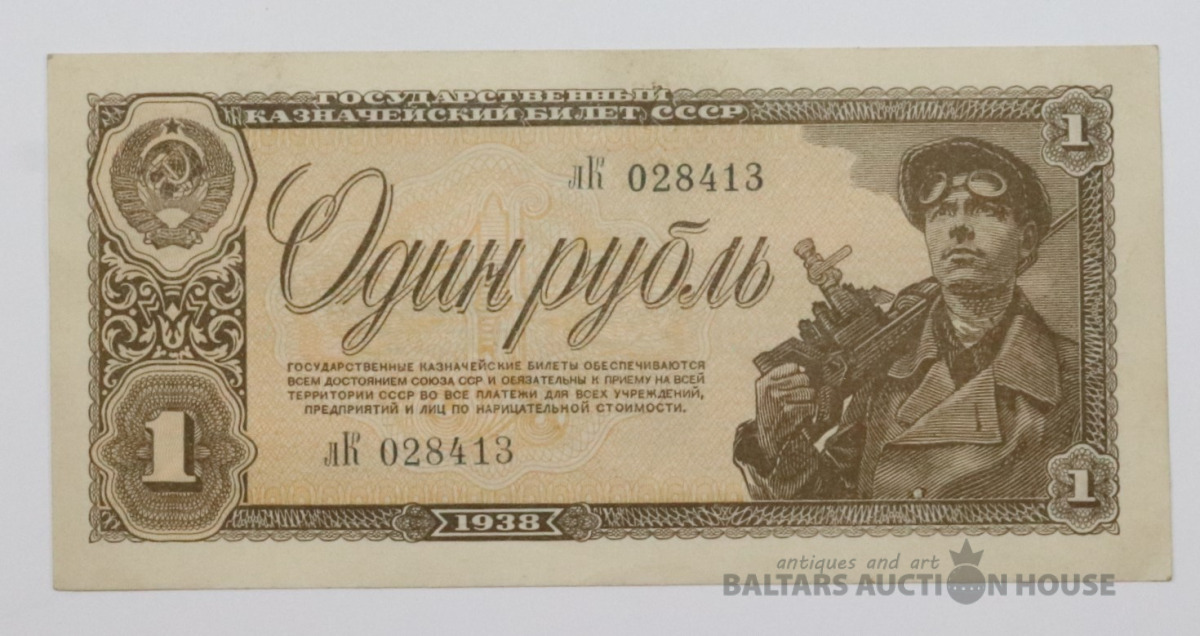 ГОСУДАРСТВЕННЫЙ
КАЗНАЧЕЙСКИЙ БИЛЕТ СССР
1
лК 028413
Один рубль
ГОСУДАРСТВЕННЫЕ КАЗНАЧЕЙСКИЕ БИЛЕТЫ ОБЕСПЕЧИВАЮТСЯ
ВСЕМ ДОСТОЯНИЕМ СОЮЗА ССР И ОБЯЗАТЕЛЬНЫ К ПРИЕМУ НА ВСЕЙ
ТЕРРИТОРИИ СССР ВО ВСЕ ПЛАТЕЖИ ДЛЯ ВСЕХ УЧРЕЖДЕНИЙ,
ПРЕДПРИЯТИЙ И ЛИЦ ПО НАРИЦАТЕЛЬНОЙ СТОИМОСТИ.
1
лК 028413
1
1938
antiques and art
BALTARS AUCTION HOUSE